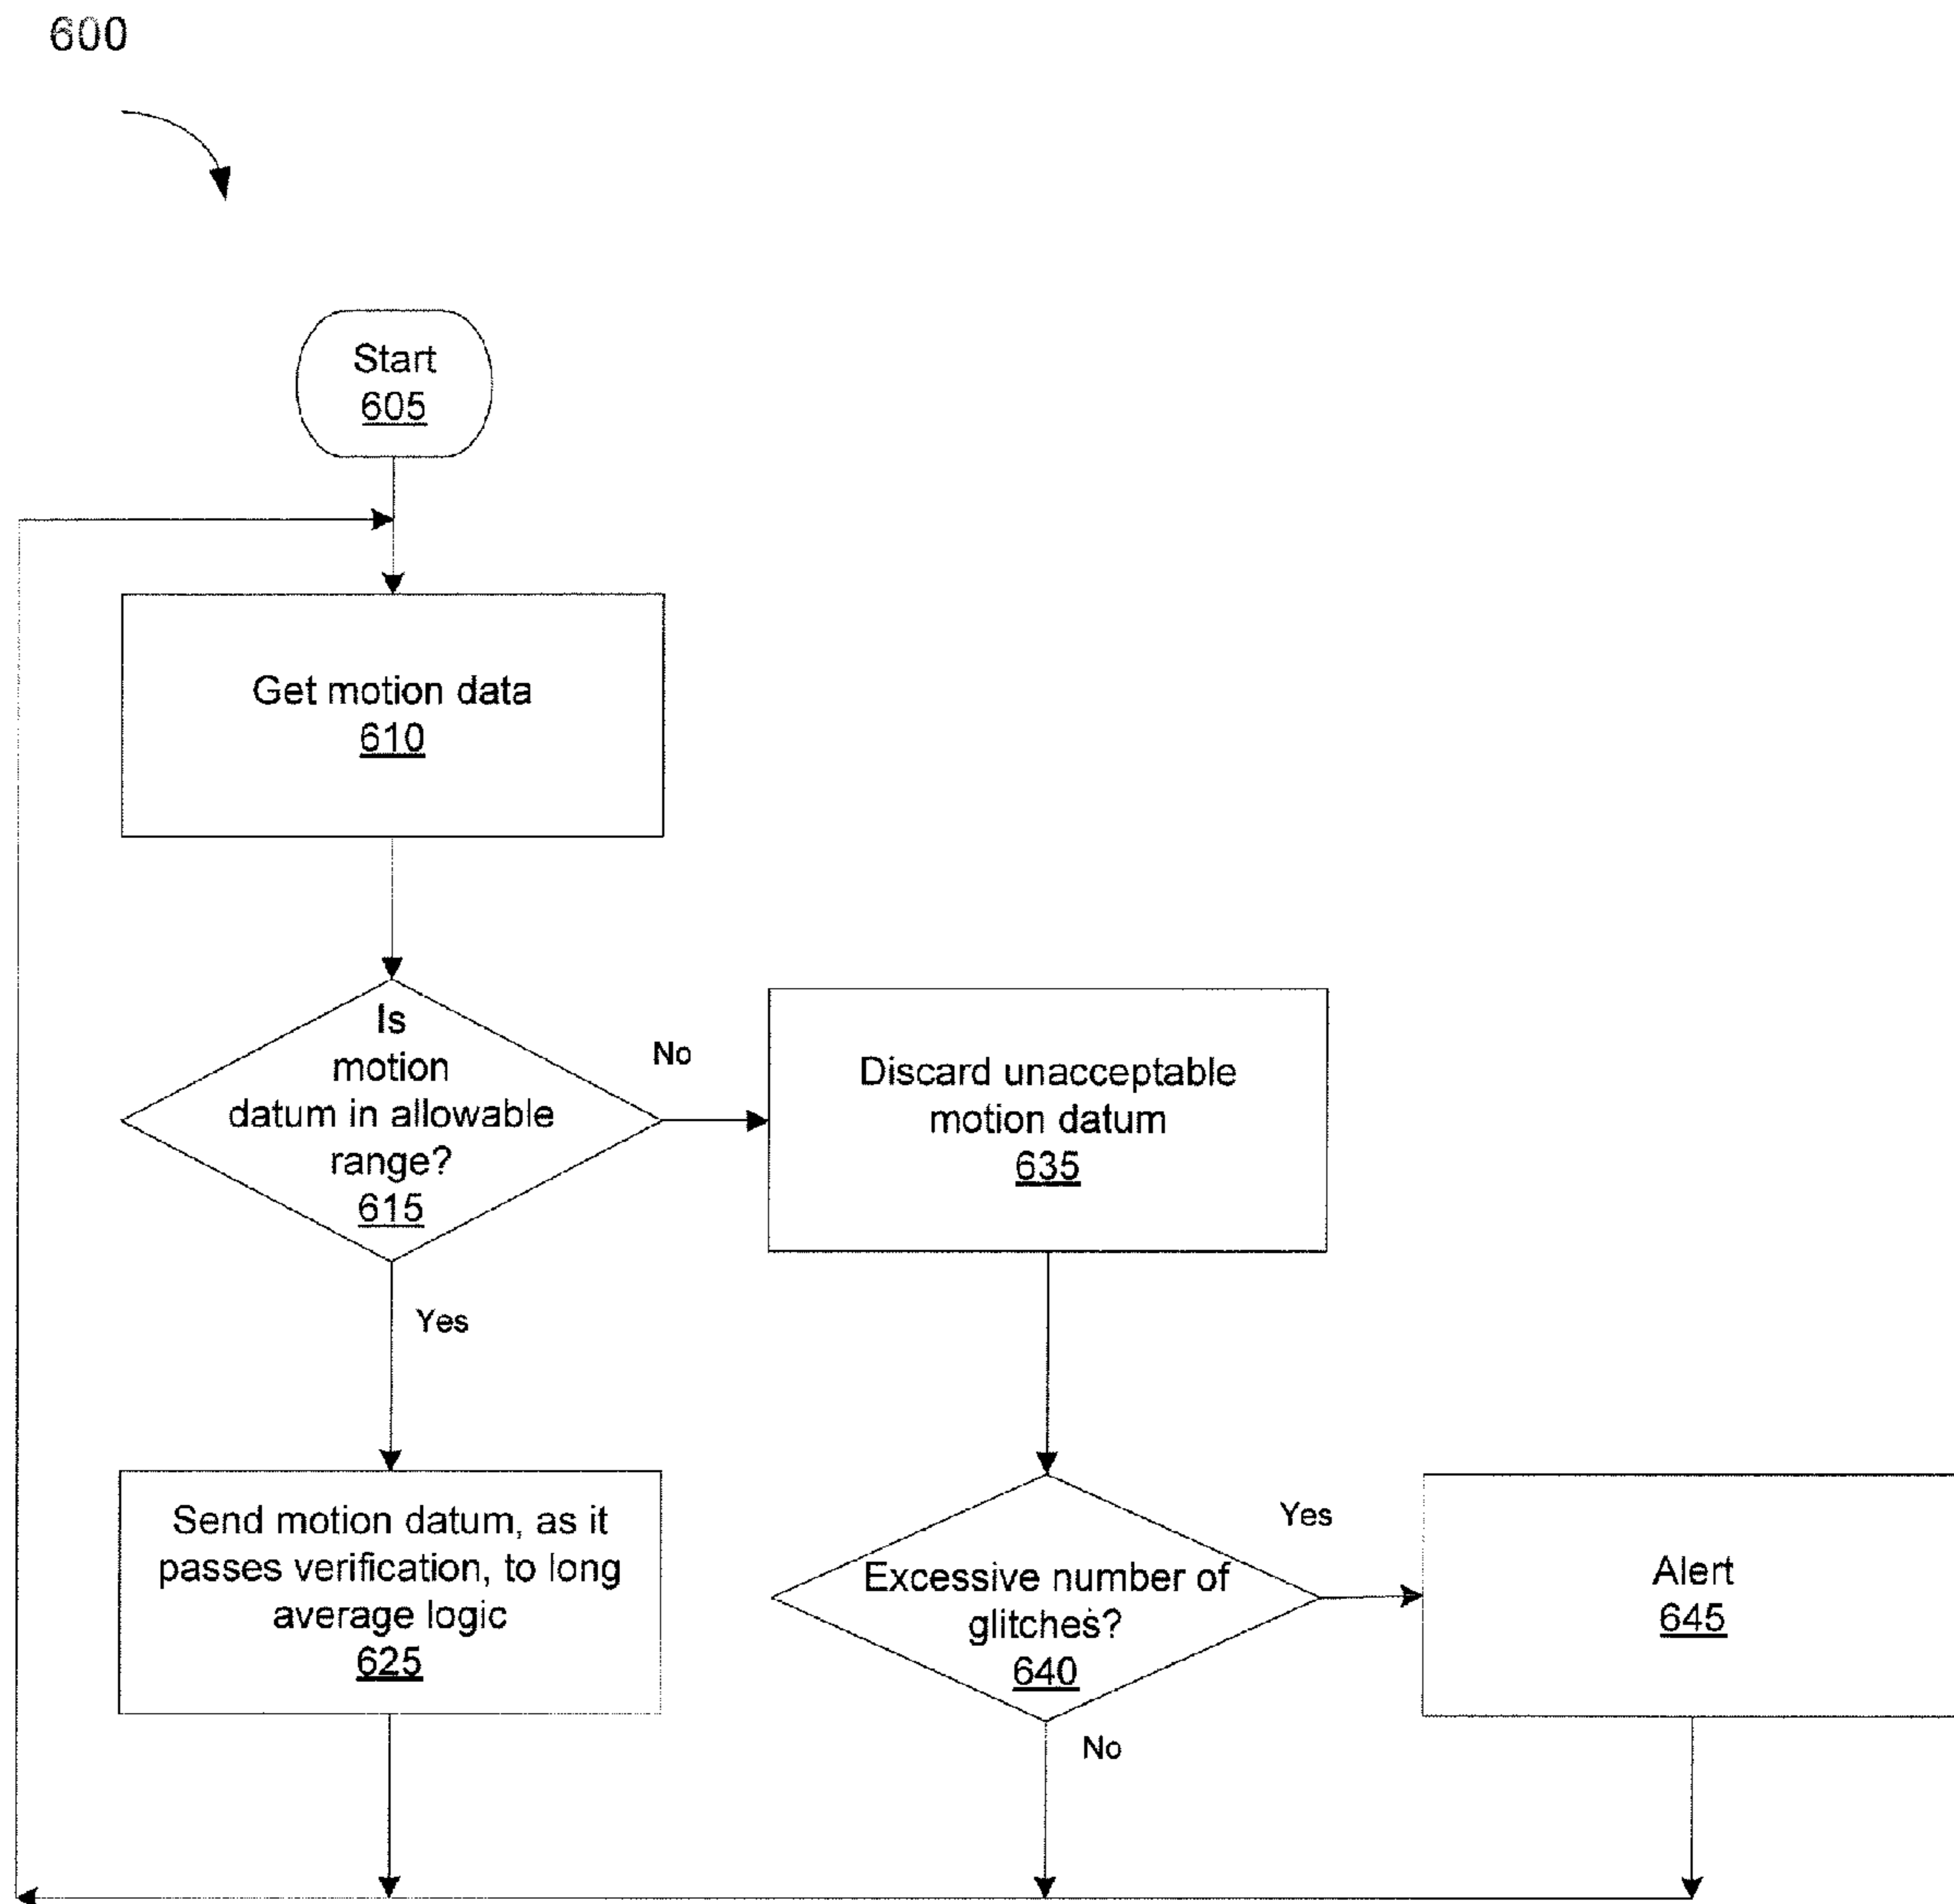 600
Start
605
Get motion data
610
Is
motion
datum in allowable
range?
615
No
Discard unacceptable
motion datum
635
Yes
Send motion datum, as it
passes verification, to long
average logic
625
Excessive number of
glitches?
640
Yes
Alert
645
No